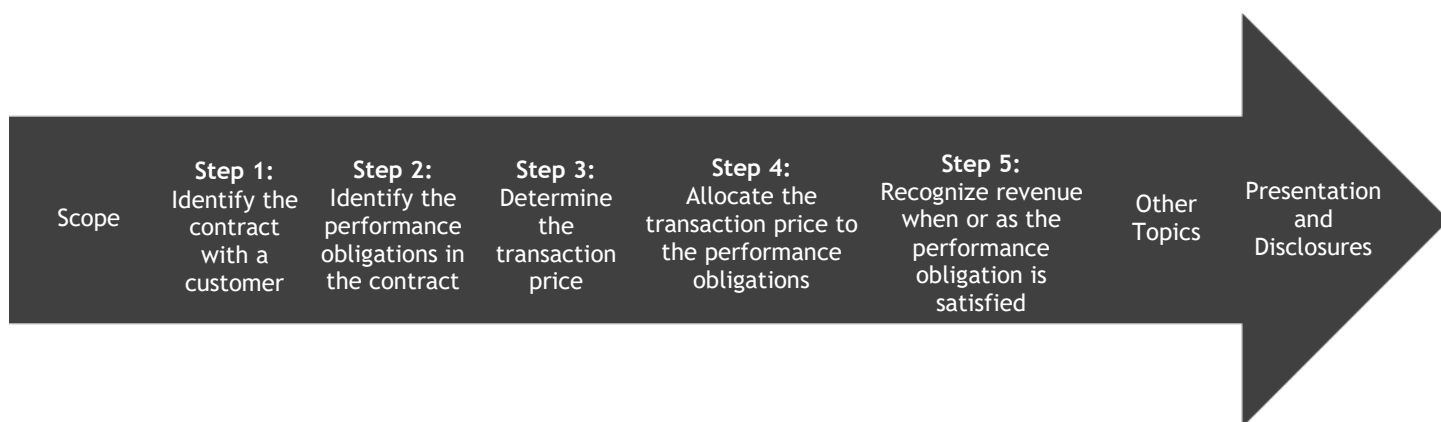 Scope
Step 1:
Identify the
contract
with a
customer
Step 2:
Identify the
performance
obligations in
the contract
Step 3:
Determine
the
transaction
price
Step 4:
Allocate the
transaction price to
the performance
obligations
Step 5:
Recognize revenue
when or as the
performance
obligation is
satisfied
Other
Topics
Presentation
and
Disclosures